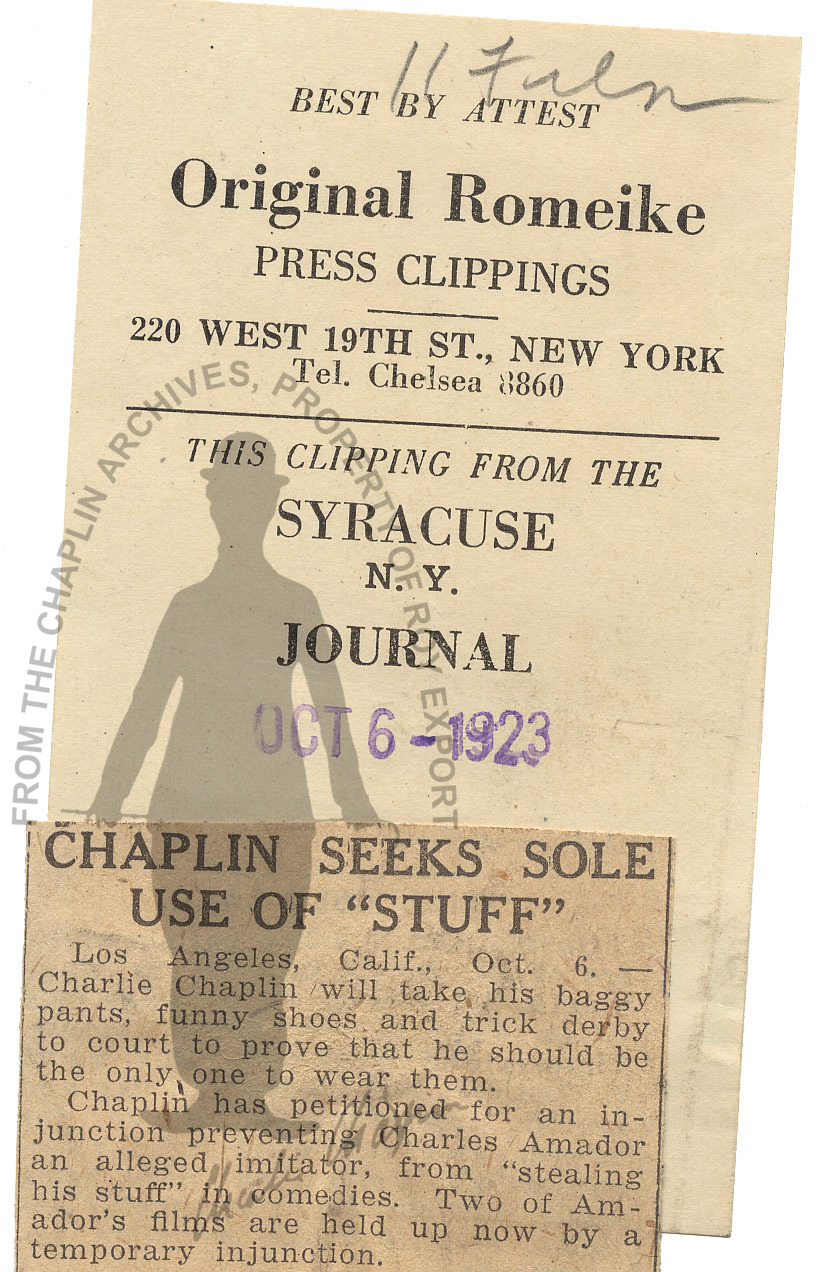 BEST BY ATTEST
Original Romeike
PRESS CLIPPINGS
220 WEST 19TH ST., NEW YORK
Tel. Chelsea 8860
THIS CLIPPING FROM THE
SYRACUSE
N. Y.
JOURNAL
OCT 6 - 1923
FROM THE CHAPLIN ARCHIVES, PROPERTY OF ROY EXPORT
CHAPLIN SEEKS SOLE
USE OF “STUFF”
Los Angeles, Calif., Oct. 6. —
Charlie Chaplin will take his baggy
pants, funny shoes and trick derby
to court to prove that he should be
the only one to wear them.
Chaplin has petitioned for an in-
junction preventing Charles Amador
an alleged imitator, from “stealing
his stuff” in comedies. Two of Am-
ador's films are held up now by a
temporary injunction.